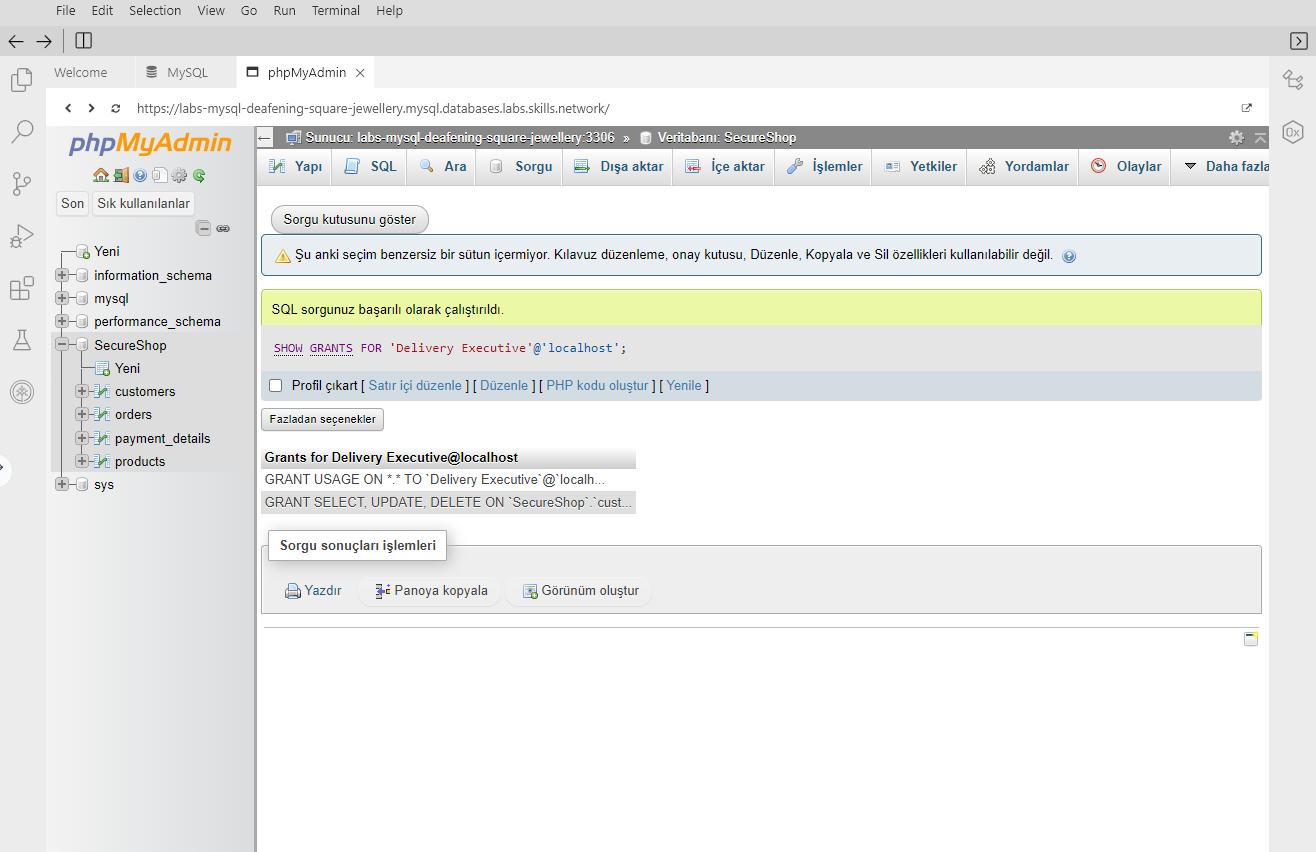 File Edit Selection View Go Run Terminal Help
Welcome MySQL phpMyAdmin
https://labs-mysql-deafening-square-jewellery.mysql.databases.labs.skills.network/
phpMyAdmin
Son Sık kullanılanlar
Yeni
information_schema
mysql
performance_schema
SecureShop
Yeni
customers
orders
payment_details
products
sys
Sunucu: labs-mysql-deafening-square-jewellery:3306 » Veritabanı: SecureShop
Yapı SQL Ara Sorgu Dışa aktar İçe aktar İşlemler Yetkiler Yordamlar Olaylar Daha fazla
Sorgu kutusunu göster
Şu anki seçim benzersiz bir sütun içermiyor. Kılavuz düzenleme, onay kutusu, Düzenle, Kopyala ve Sil özellikleri kullanılabilir değil.
SQL sorgunuz başarılı olarak çalıştırıldı.
SHOW GRANTS FOR 'Delivery Executive'@'localhost';
Profil çıkart [ Satır içi düzenle ] [ Düzenle ] [ PHP kodu oluştur ] [ Yenile ]
Fazladan seçenekler
Grants for Delivery Executive@localhost
GRANT USAGE ON *.* TO `Delivery Executive`@`localh...
GRANT SELECT, UPDATE, DELETE ON `SecureShop`.`cust...
Sorgu sonuçları işlemleri
Yazdır Panoya kopyala Görünüm oluştur
0x